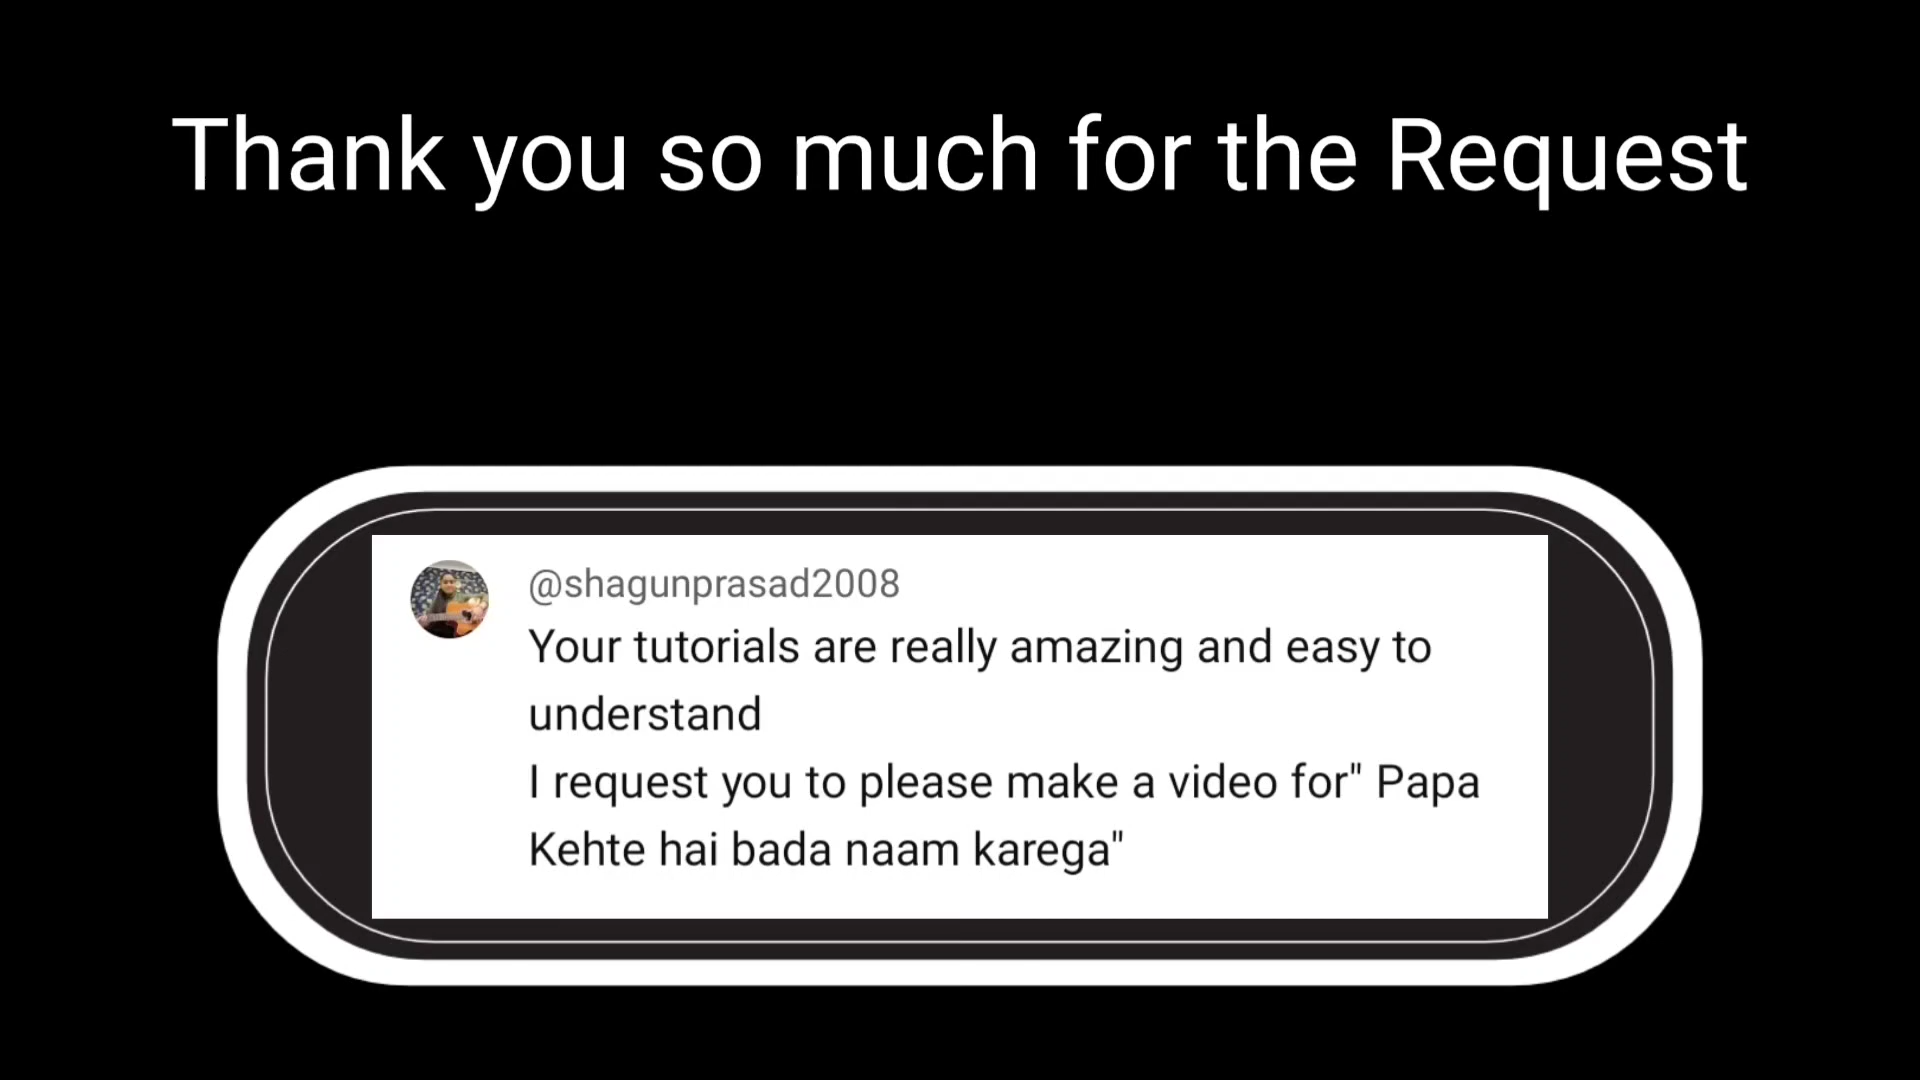 Thank you so much for the Request
@shagunprasad2008
Your tutorials are really amazing and easy to
understand
I request you to please make a video for" Papa
Kehte hai bada naam karega"